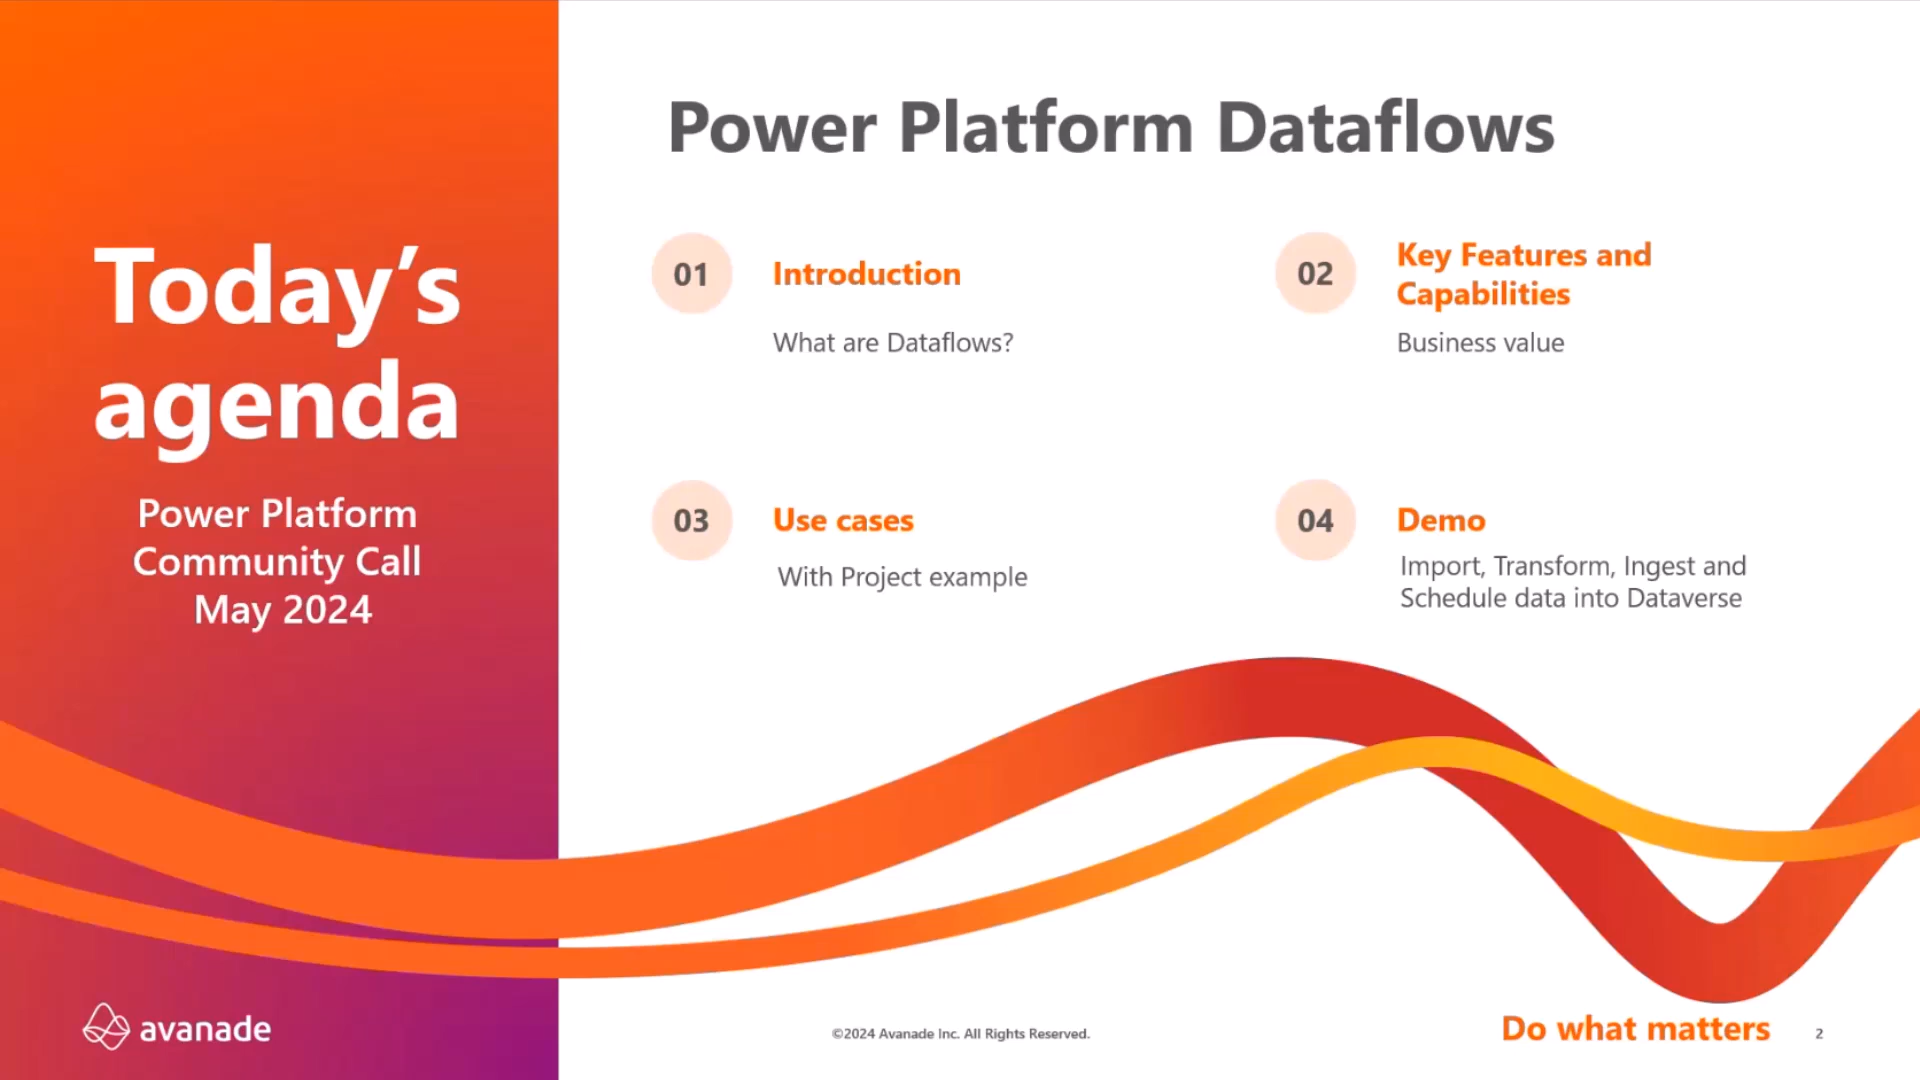 Today’s
agenda
Power Platform
Community Call
May 2024
Power Platform Dataflows
01
Introduction
What are Dataflows?
02
Key Features and
Capabilities
Business value
03
Use cases
With Project example
04
Demo
Import, Transform, Ingest and
Schedule data into Dataverse
avanade
©2024 Avanade Inc. All Rights Reserved.
Do what matters
2